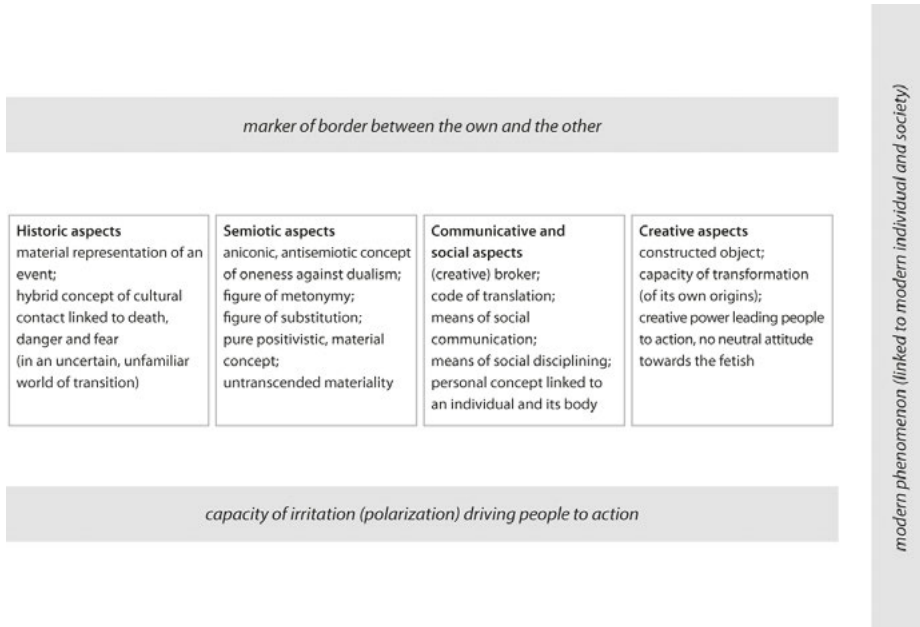 marker of border between the own and the other
Historic aspects
material representation of an
event;
hybrid concept of cultural
contact linked to death,
danger and fear
(in an uncertain, unfamiliar
world of transition)
Semiotic aspects
aniconic, antisemiotic concept
of oneness against dualism;
figure of metonymy;
figure of substitution;
pure positivistic, material
concept;
untranscended materiality
Communicative and
social aspects
(creative) broker;
code of translation;
means of social
communication;
means of social disciplining;
personal concept linked to
an individual and its body
Creative aspects
constructed object;
capacity of transformation
(of its own origins);
creative power leading people
to action, no neutral attitude
towards the fetish
capacity of irritation (polarization) driving people to action
modern phenomenon (linked to modern individual and society)